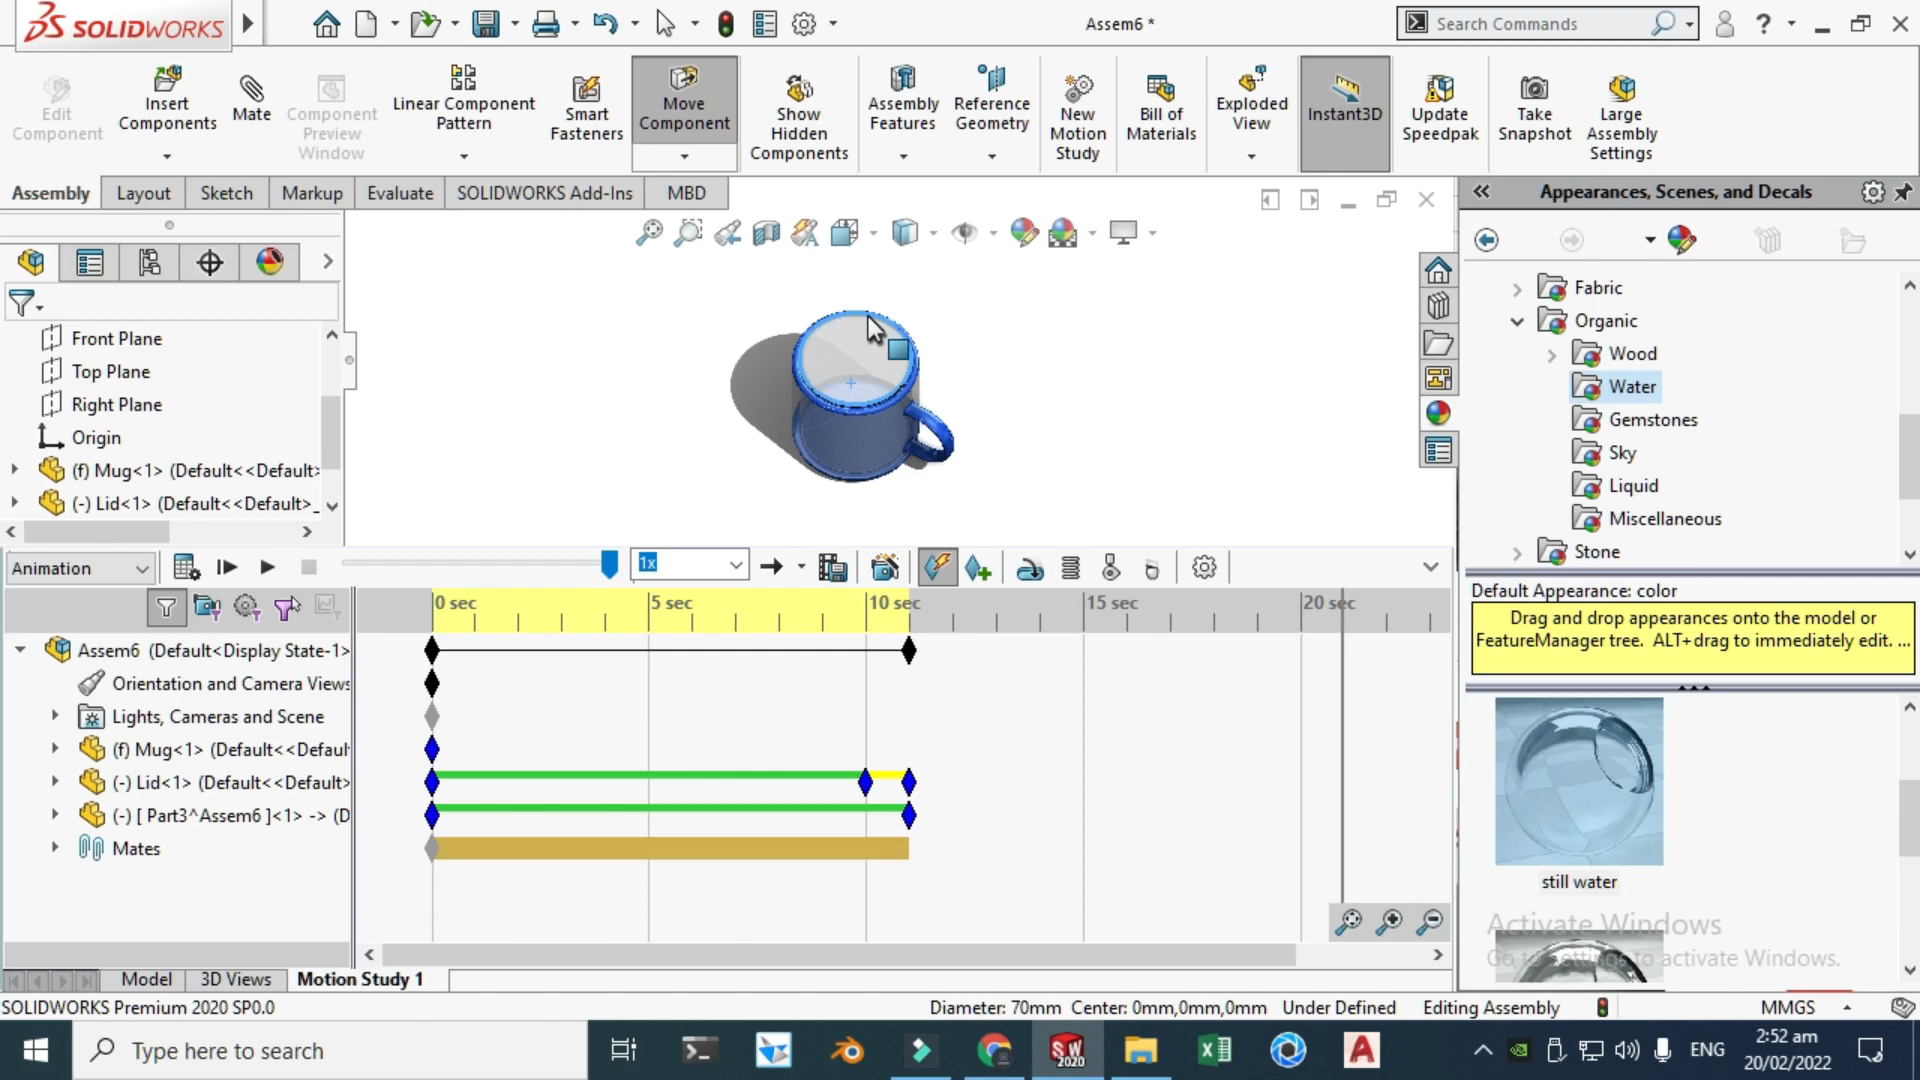 SOLIDWORKS
Assem6 *
Search Commands
Edit Component
Insert Components
Mate
Component Preview Window
Linear Component Pattern
Smart Fasteners
Move Component
Show Hidden Components
Assembly Features
Reference Geometry
New Motion Study
Bill of Materials
Exploded View
Instant3D
Update Speedpak
Take Snapshot
Large Assembly Settings
Assembly
Layout
Sketch
Markup
Evaluate
SOLIDWORKS Add-Ins
MBD
Appearances, Scenes, and Decals
Front Plane
Top Plane
Right Plane
Origin
(f) Mug<1> (Default<<Default>
(-) Lid<1> (Default<<Default>_
Fabric
Organic
Wood
Water
Gemstones
Sky
Liquid
Miscellaneous
Stone
Default Appearance: color
Drag and drop appearances onto the model or
FeatureManager tree. ALT+drag to immediately edit. ...
still water
Activate Windows
Go to Settings to activate Windows.
Animation
1x
0 sec
5 sec
10 sec
15 sec
20 sec
Assem6 (Default<Display State-1>
Orientation and Camera Views
Lights, Cameras and Scene
(f) Mug<1> (Default<<Defaul
(-) Lid<1> (Default<<Default>
(-) [ Part3^Assem6 ]<1> -> (D
Mates
Model
3D Views
Motion Study 1
SOLIDWORKS Premium 2020 SP0.0
Diameter: 70mm Center: 0mm,0mm,0mm
Under Defined
Editing Assembly
MMGS
Type here to search
SW 2020
ENG
2:52 am
20/02/2022